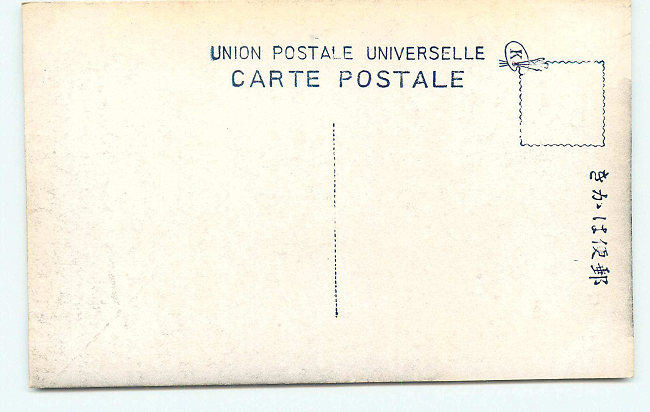 UNION POSTALE UNIVERSELLE
CARTE POSTALE
K
きかは便郵